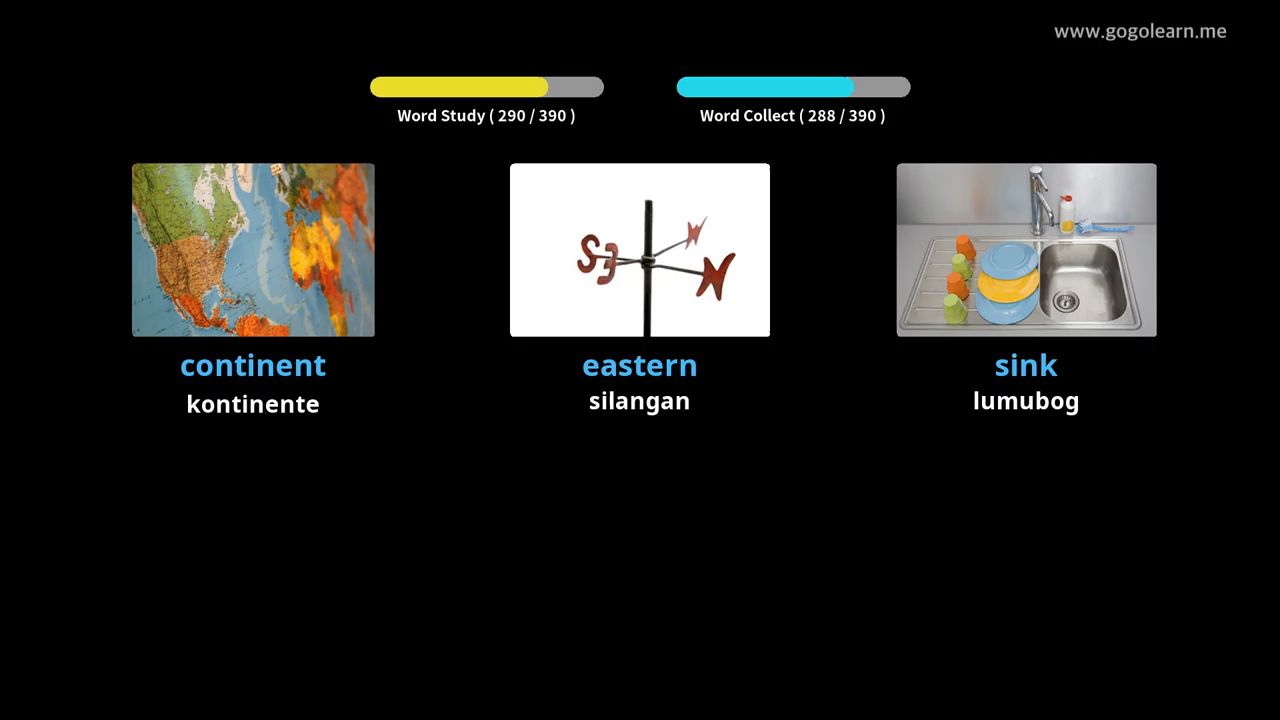 www.gogolearn.me
Word Study ( 290 / 390 )
Word Collect ( 288 / 390 )
S E N W
continent
eastern
sink
kontinente
silangan
lumubog